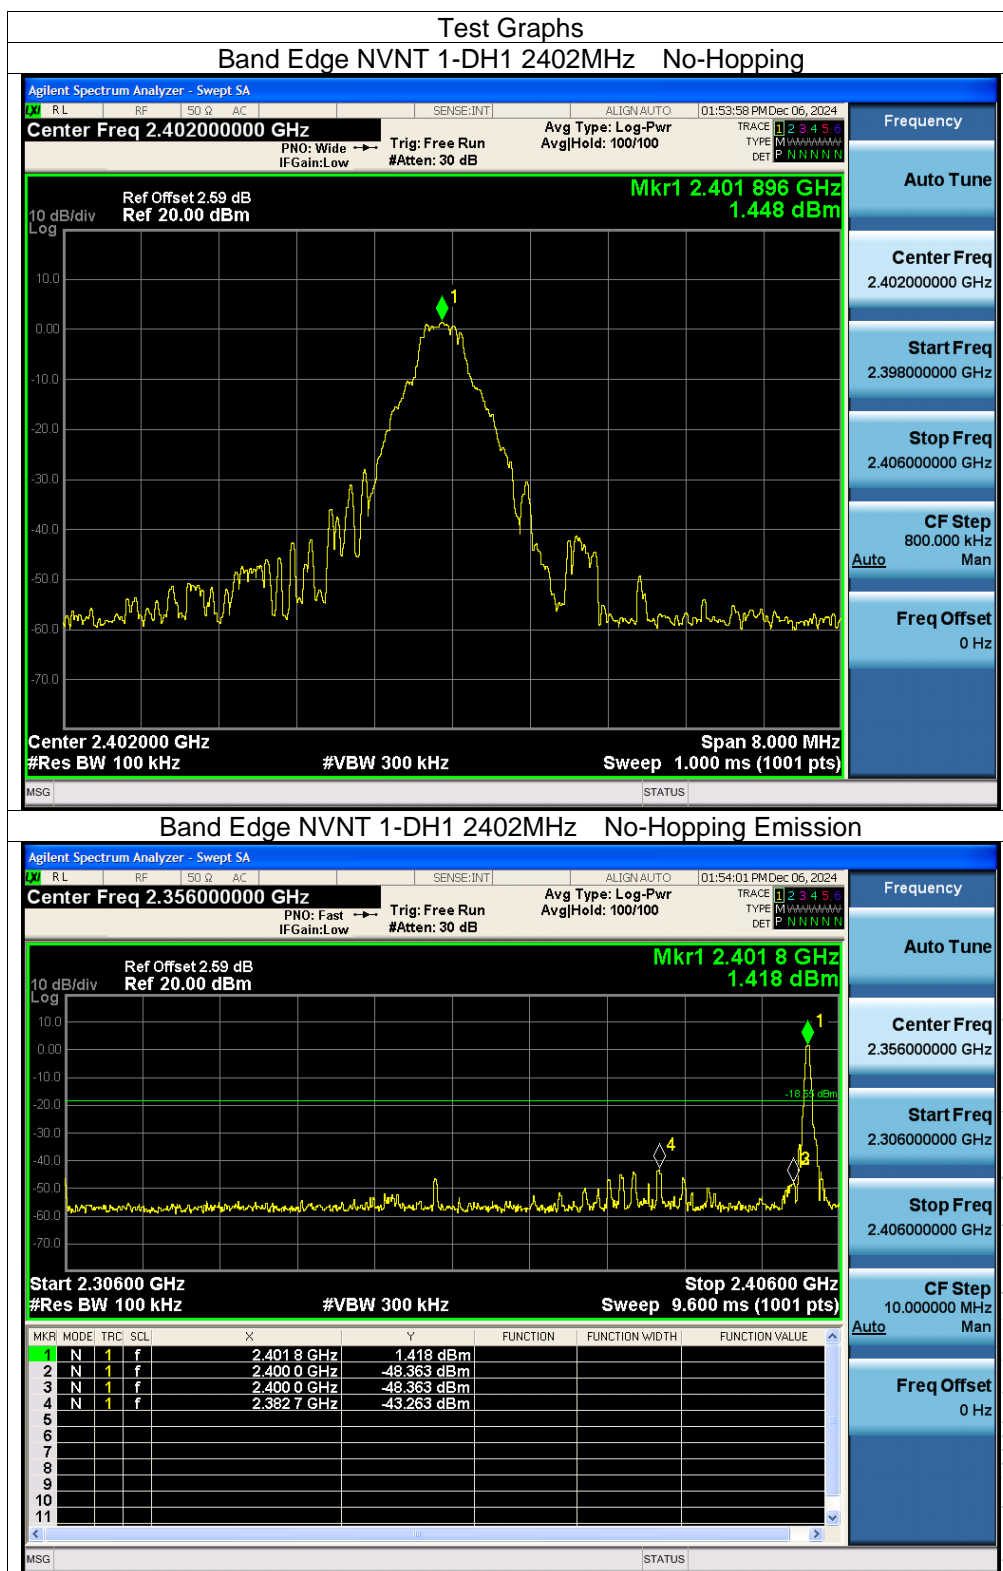 Test Graphs
Band Edge NVNT 1-DH1 2402MHz No-Hopping
Agilent Spectrum Analyzer - Swept SA
LXI RL RF 50 Ω AC SENSE:INT ALIGN AUTO 01:53:58 PM Dec 06, 2024
Center Freq 2.402000000 GHz
PNO: Wide
IFGain:Low
Trig: Free Run
#Atten: 30 dB
Avg Type: Log-Pwr
Avg|Hold: 100/100
TRACE 1 2 3 4 5 6
TYPE M WWWWW
DET P N N N N N
Frequency
Mkr1 2.401 896 GHz
1.448 dBm
Ref Offset 2.59 dB
10 dB/div Ref 20.00 dBm
Log
10.0
0.00
-10.0
-20.0
-30.0
-40.0
-50.0
-60.0
-70.0
1
Center 2.402000 GHz Span 8.000 MHz
#Res BW 100 kHz #VBW 300 kHz Sweep 1.000 ms (1001 pts)
Auto Tune
Center Freq
2.402000000 GHz
Start Freq
2.398000000 GHz
Stop Freq
2.406000000 GHz
CF Step
800.000 kHz
Auto Man
Freq Offset
0 Hz
MSG STATUS
Band Edge NVNT 1-DH1 2402MHz No-Hopping Emission
Agilent Spectrum Analyzer - Swept SA
LXI RL RF 50 Ω AC SENSE:INT ALIGN AUTO 01:54:01 PM Dec 06, 2024
Center Freq 2.356000000 GHz
PNO: Fast
IFGain:Low
Trig: Free Run
#Atten: 30 dB
Avg Type: Log-Pwr
Avg|Hold: 100/100
TRACE 1 2 3 4 5 6
TYPE M WWWWW
DET P N N N N N
Frequency
Mkr1 2.401 8 GHz
1.418 dBm
Ref Offset 2.59 dB
10 dB/div Ref 20.00 dBm
Log
10.0
0.00
-10.0
-20.0
-30.0
-40.0
-50.0
-60.0
-70.0
1
-18.55 dBm
4
3
Start 2.30600 GHz Stop 2.40600 GHz
#Res BW 100 kHz #VBW 300 kHz Sweep 9.600 ms (1001 pts)
MKR MODE TRC SCL X Y FUNCTION FUNCTION WIDTH FUNCTION VALUE
1 N 1 f 2.401 8 GHz 1.418 dBm
2 N 1 f 2.400 0 GHz -48.363 dBm
3 N 1 f 2.400 0 GHz -48.363 dBm
4 N 1 f 2.382 7 GHz -43.263 dBm
5
6
7
8
9
10
11
Auto Tune
Center Freq
2.356000000 GHz
Start Freq
2.306000000 GHz
Stop Freq
2.406000000 GHz
CF Step
10.000000 MHz
Auto Man
Freq Offset
0 Hz
MSG STATUS